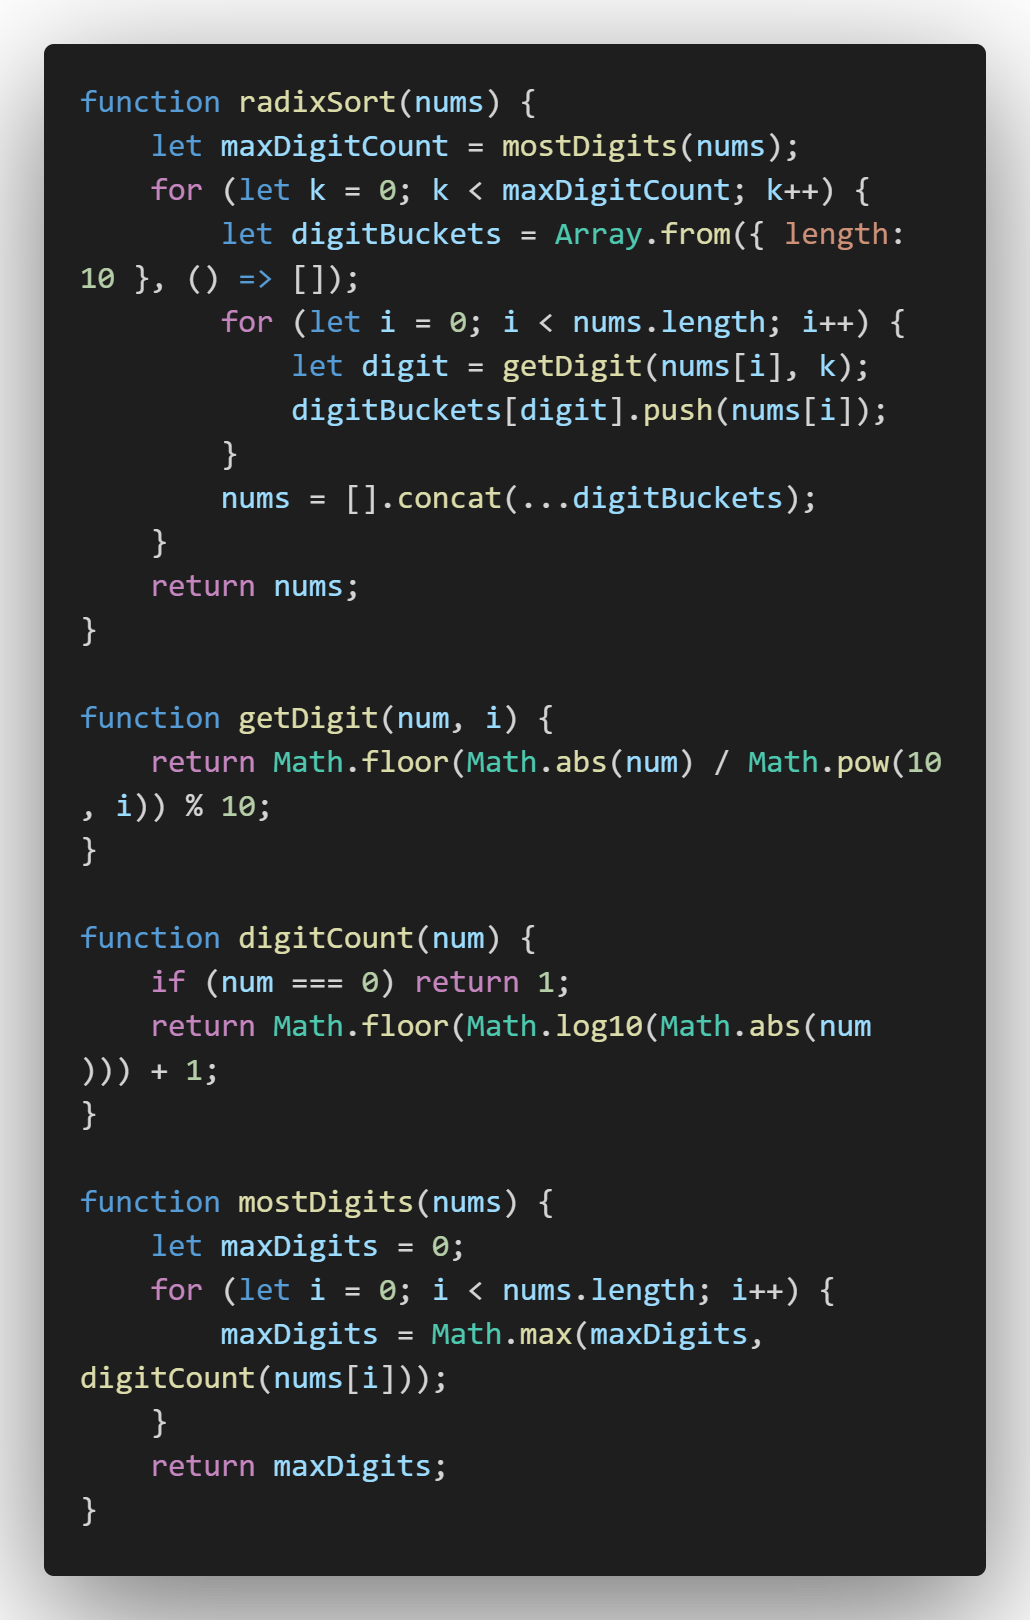 function radixSort(nums) {
    let maxDigitCount = mostDigits(nums);
    for (let k = 0; k < maxDigitCount; k++) {
        let digitBuckets = Array.from({ length:
10 }, () => []);
        for (let i = 0; i < nums.length; i++) {
            let digit = getDigit(nums[i], k);
            digitBuckets[digit].push(nums[i]);
        }
        nums = [].concat(...digitBuckets);
    }
    return nums;
}

function getDigit(num, i) {
    return Math.floor(Math.abs(num) / Math.pow(10
, i)) % 10;
}

function digitCount(num) {
    if (num === 0) return 1;
    return Math.floor(Math.log10(Math.abs(num
))) + 1;
}

function mostDigits(nums) {
    let maxDigits = 0;
    for (let i = 0; i < nums.length; i++) {
        maxDigits = Math.max(maxDigits,
digitCount(nums[i]));
    }
    return maxDigits;
}